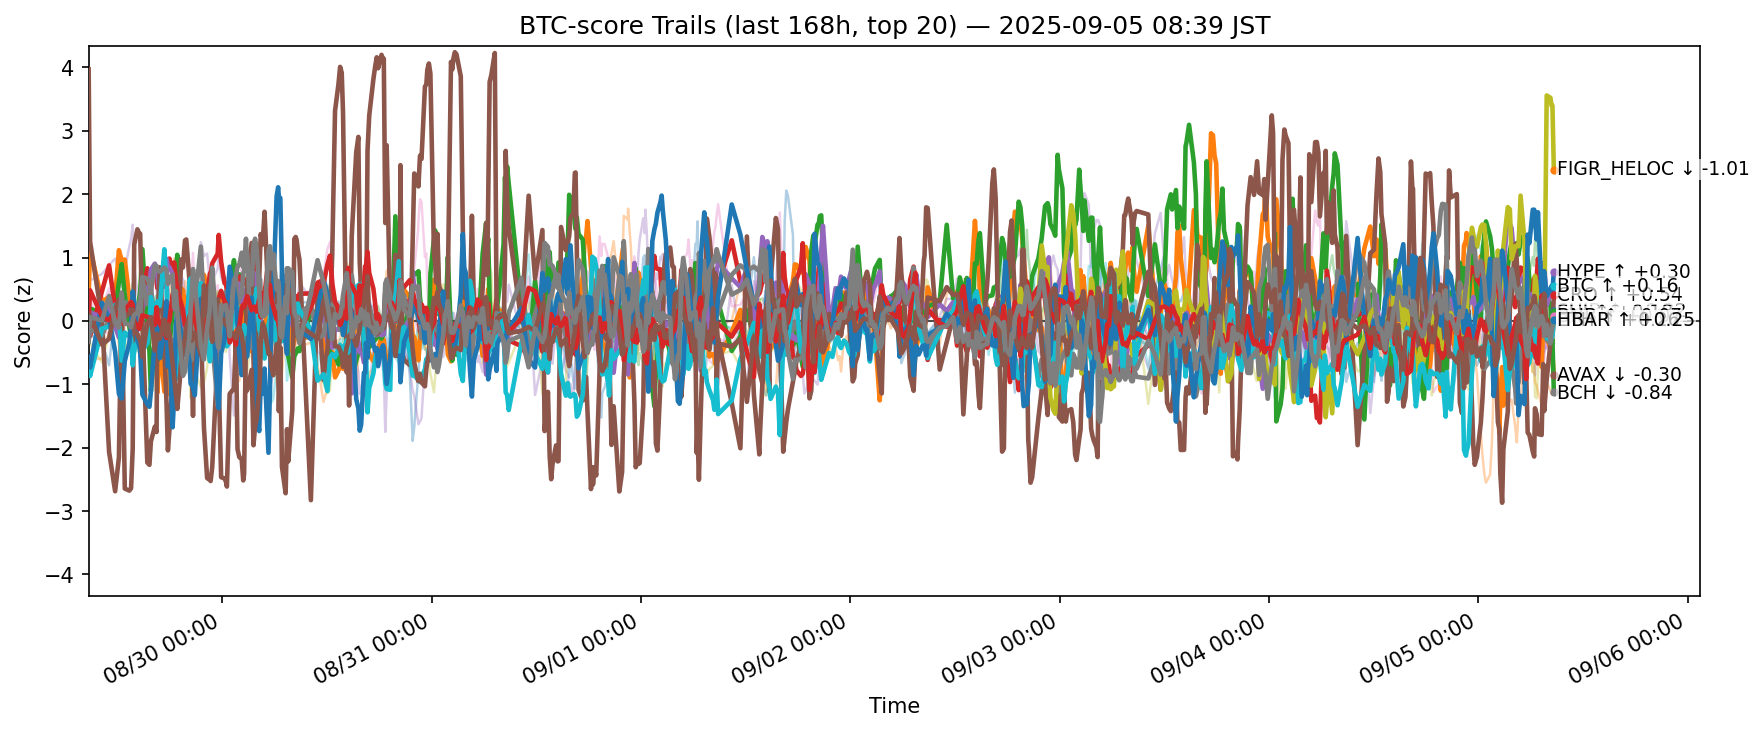 BTC-score Trails (last 168h, top 20) — 2025-09-05 08:39 JST
Score (z)
4
3
2
1
0
−1
−2
−3
−4
FIGR_HELOC ↓ -1.01
HYPE ↑ +0.30
BTC ↑ +0.16
CRO ↑ +0.54
HBAR ↑ +0.25
AVAX ↓ -0.30
BCH ↓ -0.84
08/30 00:00
08/31 00:00
09/01 00:00
09/02 00:00
09/03 00:00
09/04 00:00
09/05 00:00
09/06 00:00
Time